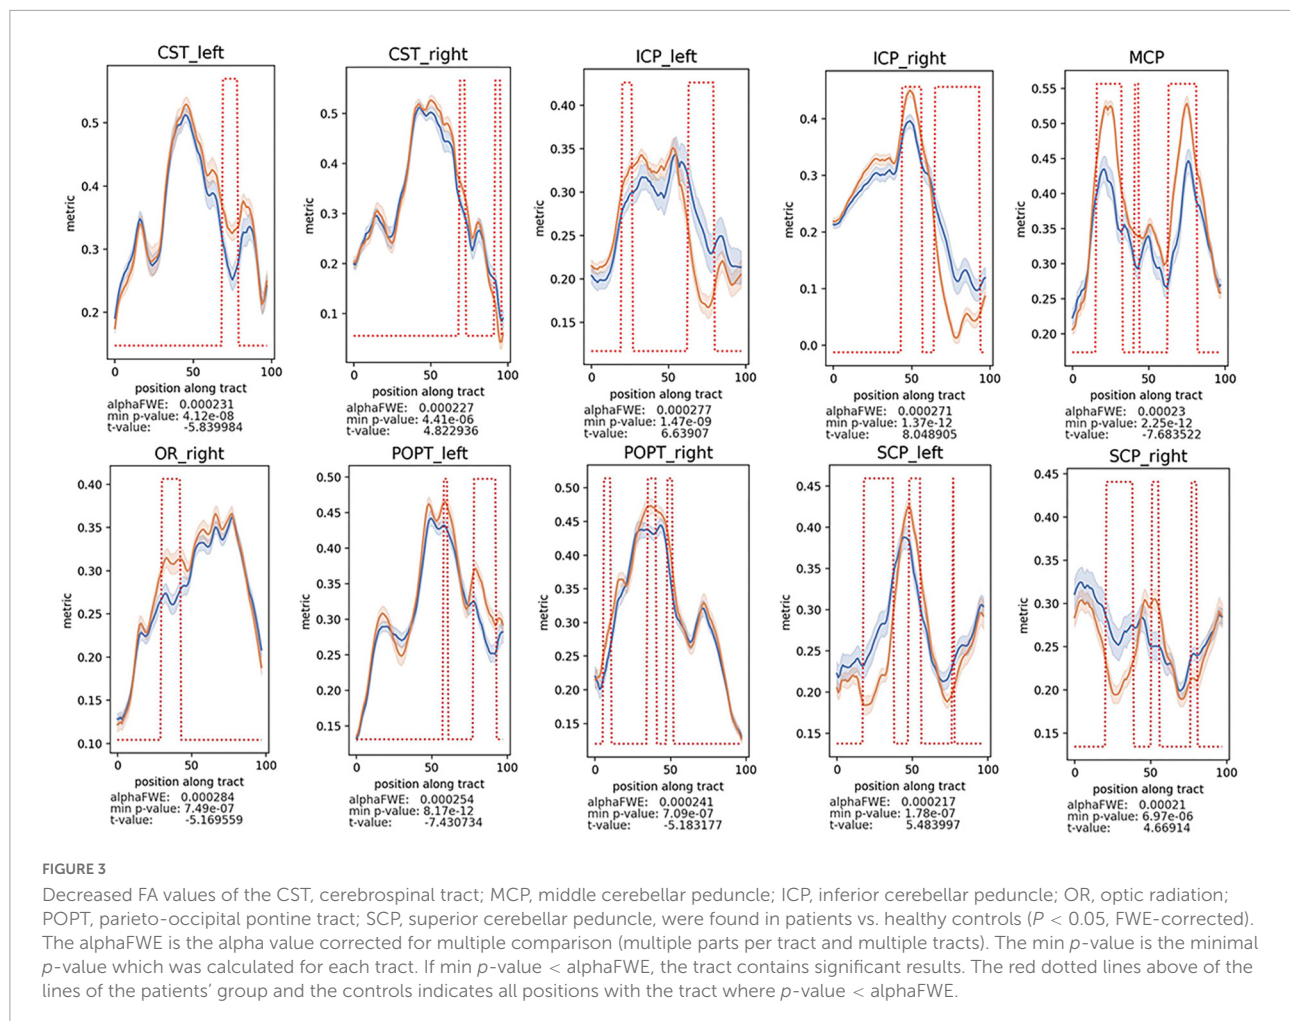 CST_left
CST_right
ICP_left
ICP_right
MCP
metric
0.5
0.4
0.3
0.2
0
50
100
position along tract
alphaFWE: 0.000231
min p-value: 4.12e-08
t-value: -5.839984
metric
0.5
0.4
0.3
0.2
0.1
0
50
100
position along tract
alphaFWE: 0.000227
min p-value: 4.41e-06
t-value: 4.822936
metric
0.40
0.35
0.30
0.25
0.20
0.15
0
50
100
position along tract
alphaFWE: 0.000277
min p-value: 1.47e-09
t-value: 6.63907
metric
0.4
0.3
0.2
0.1
0.0
0
50
100
position along tract
alphaFWE: 0.000271
min p-value: 1.37e-12
t-value: 8.048905
metric
0.55
0.50
0.45
0.40
0.35
0.30
0.25
0.20
0
50
100
position along tract
alphaFWE: 0.00023
min p-value: 2.25e-12
t-value: -7.683522
OR_right
POPT_left
POPT_right
SCP_left
SCP_right
metric
0.40
0.35
0.30
0.25
0.20
0.15
0.10
0
100
position along tract
alphaFWE: 0.000284
min p-value: 7.49e-07
t-value: -5.169559
metric
0.50
0.45
0.40
0.35
0.30
0.25
0.20
0.15
0
50
100
position along tract
alphaFWE: 0.000254
min p-value: 8.17e-12
t-value: -7.430734
metric
0.50
0.45
0.40
0.35
0.30
0.25
0.20
0.15
0
50
100
position along tract
alphaFWE: 0.000241
min p-value: 7.09e-07
t-value: -5.183177
metric
0.45
0.40
0.35
0.30
0.25
0.20
0.15
0
50
100
position along tract
alphaFWE: 0.000217
min p-value: 1.78e-07
t-value: 5.483997
metric
0.45
0.40
0.35
0.30
0.25
0.20
0.15
0
50
100
position along tract
alphaFWE: 0.00021
min p-value: 6.97e-06
t-value: 4.66914
FIGURE 3
Decreased FA values of the CST, cerebrospinal tract; MCP, middle cerebellar peduncle; ICP, inferior cerebellar peduncle; OR, optic radiation;
POPT, parieto-occipital pontine tract; SCP, superior cerebellar peduncle, were found in patients vs. healthy controls (P < 0.05, FWE-corrected).
The alphaFWE is the alpha value corrected for multiple comparison (multiple parts per tract and multiple tracts). The min p-value is the minimal
p-value which was calculated for each tract. If min p-value < alphaFWE, the tract contains significant results. The red dotted lines above of the
lines of the patients' group and the controls indicates all positions with the tract where p-value < alphaFWE.